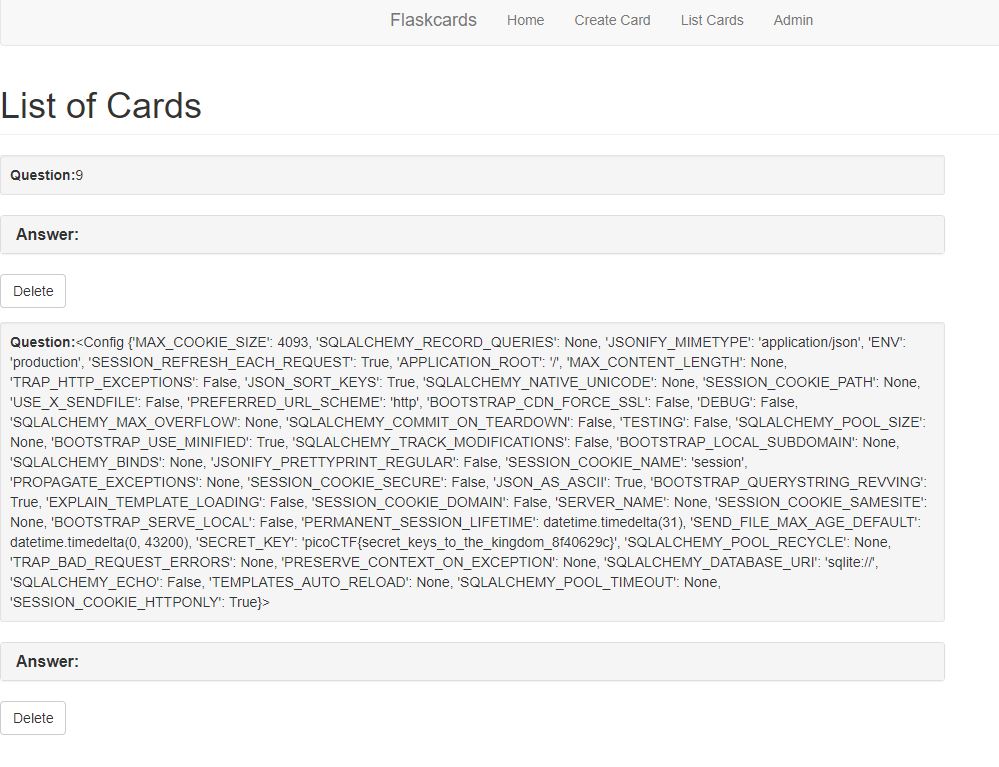 Flaskcards Home Create Card List Cards Admin
List of Cards
Question:9
Answer:
Delete
Question:<Config {'MAX_COOKIE_SIZE': 4093, 'SQLALCHEMY_RECORD_QUERIES': None, 'JSONIFY_MIMETYPE': 'application/json', 'ENV':
'production', 'SESSION_REFRESH_EACH_REQUEST': True, 'APPLICATION_ROOT': '/', 'MAX_CONTENT_LENGTH': None,
'TRAP_HTTP_EXCEPTIONS': False, 'JSON_SORT_KEYS': True, 'SQLALCHEMY_NATIVE_UNICODE': None, 'SESSION_COOKIE_PATH': None,
'USE_X_SENDFILE': False, 'PREFERRED_URL_SCHEME': 'http', 'BOOTSTRAP_CDN_FORCE_SSL': False, 'DEBUG': False,
'SQLALCHEMY_MAX_OVERFLOW': None, 'SQLALCHEMY_COMMIT_ON_TEARDOWN': False, 'TESTING': False, 'SQLALCHEMY_POOL_SIZE':
None, 'BOOTSTRAP_USE_MINIFIED': True, 'SQLALCHEMY_TRACK_MODIFICATIONS': False, 'BOOTSTRAP_LOCAL_SUBDOMAIN': None,
'SQLALCHEMY_BINDS': None, 'JSONIFY_PRETTYPRINT_REGULAR': False, 'SESSION_COOKIE_NAME': 'session',
'PROPAGATE_EXCEPTIONS': None, 'SESSION_COOKIE_SECURE': False, 'JSON_AS_ASCII': True, 'BOOTSTRAP_QUERYSTRING_REVVING':
True, 'EXPLAIN_TEMPLATE_LOADING': False, 'SESSION_COOKIE_DOMAIN': False, 'SERVER_NAME': None, 'SESSION_COOKIE_SAMESITE':
None, 'BOOTSTRAP_SERVE_LOCAL': False, 'PERMANENT_SESSION_LIFETIME': datetime.timedelta(31), 'SEND_FILE_MAX_AGE_DEFAULT':
datetime.timedelta(0, 43200), 'SECRET_KEY': 'picoCTF{secret_keys_to_the_kingdom_8f40629c}', 'SQLALCHEMY_POOL_RECYCLE': None,
'TRAP_BAD_REQUEST_ERRORS': None, 'PRESERVE_CONTEXT_ON_EXCEPTION': None, 'SQLALCHEMY_DATABASE_URI': 'sqlite://',
'SQLALCHEMY_ECHO': False, 'TEMPLATES_AUTO_RELOAD': None, 'SQLALCHEMY_POOL_TIMEOUT': None,
'SESSION_COOKIE_HTTPONLY': True}>
Answer:
Delete